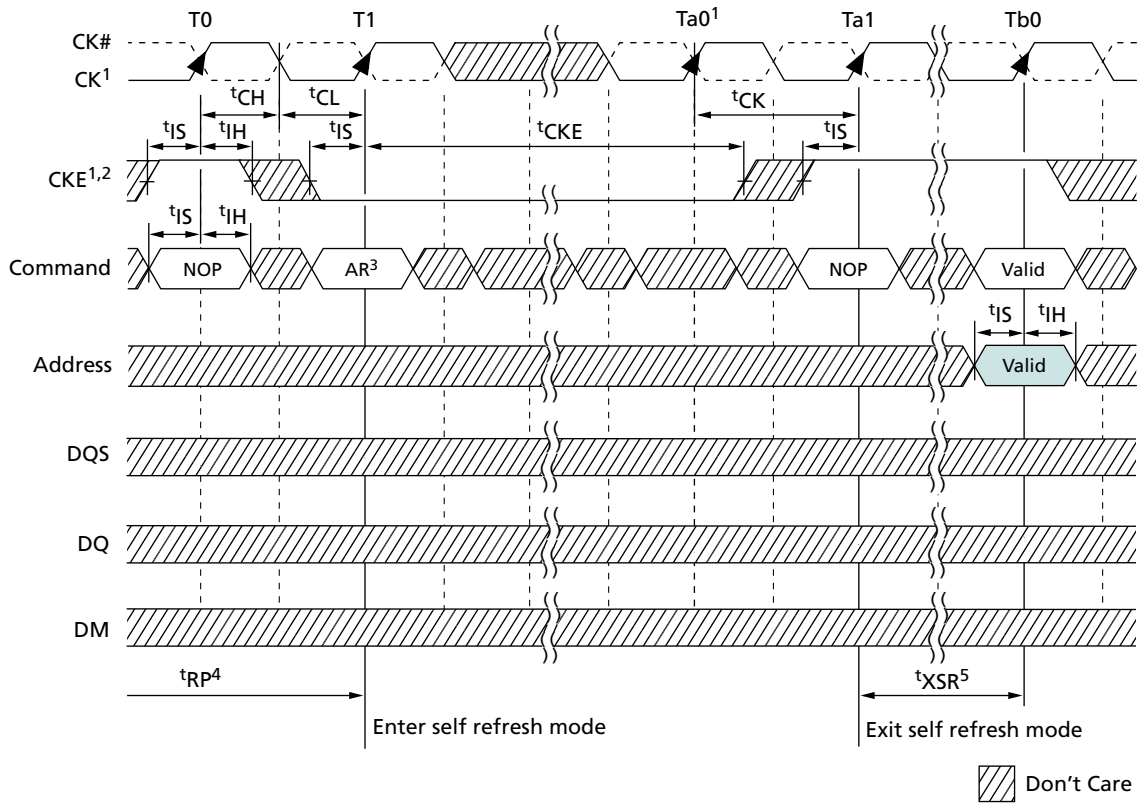 T0 T1 Ta0¹ Ta1 Tb0
CK#
CK¹
tCH tCL tCK
tIS tIH tIS tCKE tIS
CKE¹,²
tIS tIH
Command NOP AR³ NOP Valid
tIS tIH
Address Valid
DQS
DQ
DM
tRP⁴ tXSR⁵
Enter self refresh mode Exit self refresh mode
Don't Care